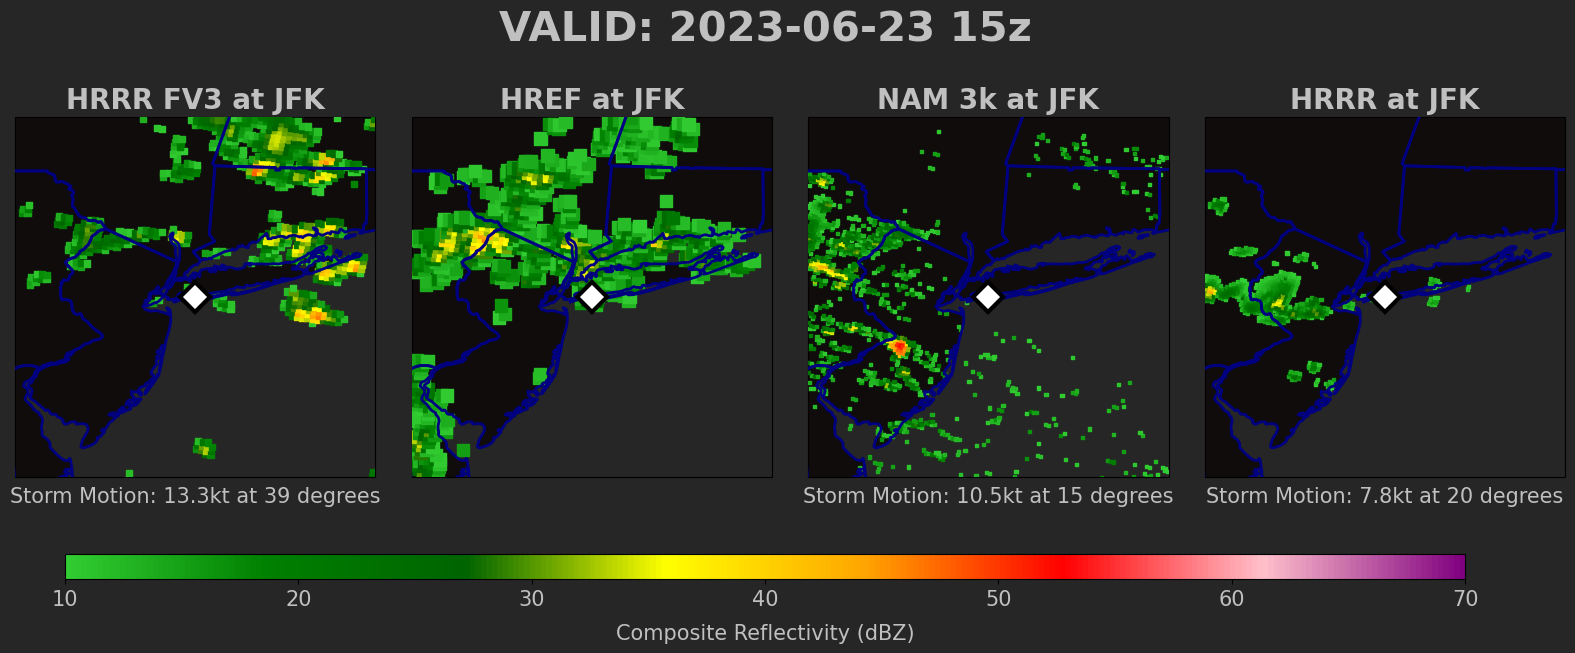 VALID: 2023-06-23 15z
HRRR FV3 at JFK
HREF at JFK
NAM 3k at JFK
HRRR at JFK
Storm Motion: 13.3kt at 39 degrees
Storm Motion: 10.5kt at 15 degrees
Storm Motion: 7.8kt at 20 degrees
10 20 30 40 50 60 70
Composite Reflectivity (dBZ)